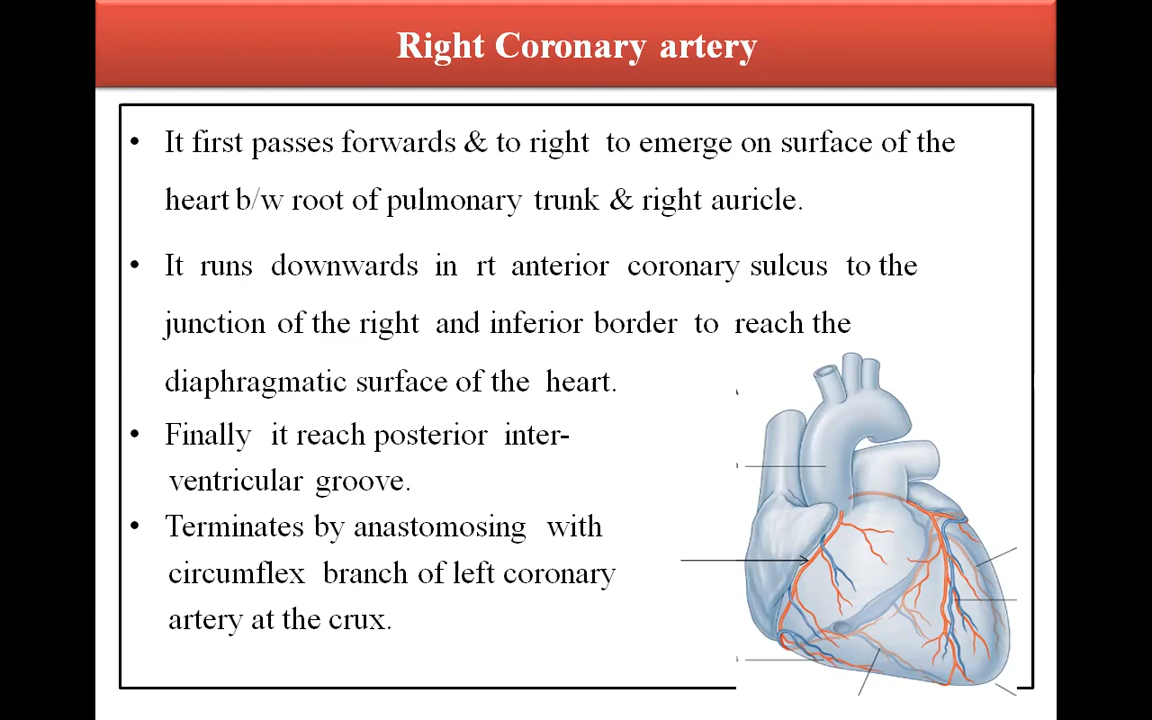 Right Coronary artery
• It first passes forwards & to right to emerge on surface of the
heart b/w root of pulmonary trunk & right auricle.
• It runs downwards in rt anterior coronary sulcus to the
junction of the right and inferior border to reach the
diaphragmatic surface of the heart.
• Finally it reach posterior inter-
ventricular groove.
• Terminates by anastomosing with
circumflex branch of left coronary
artery at the crux.